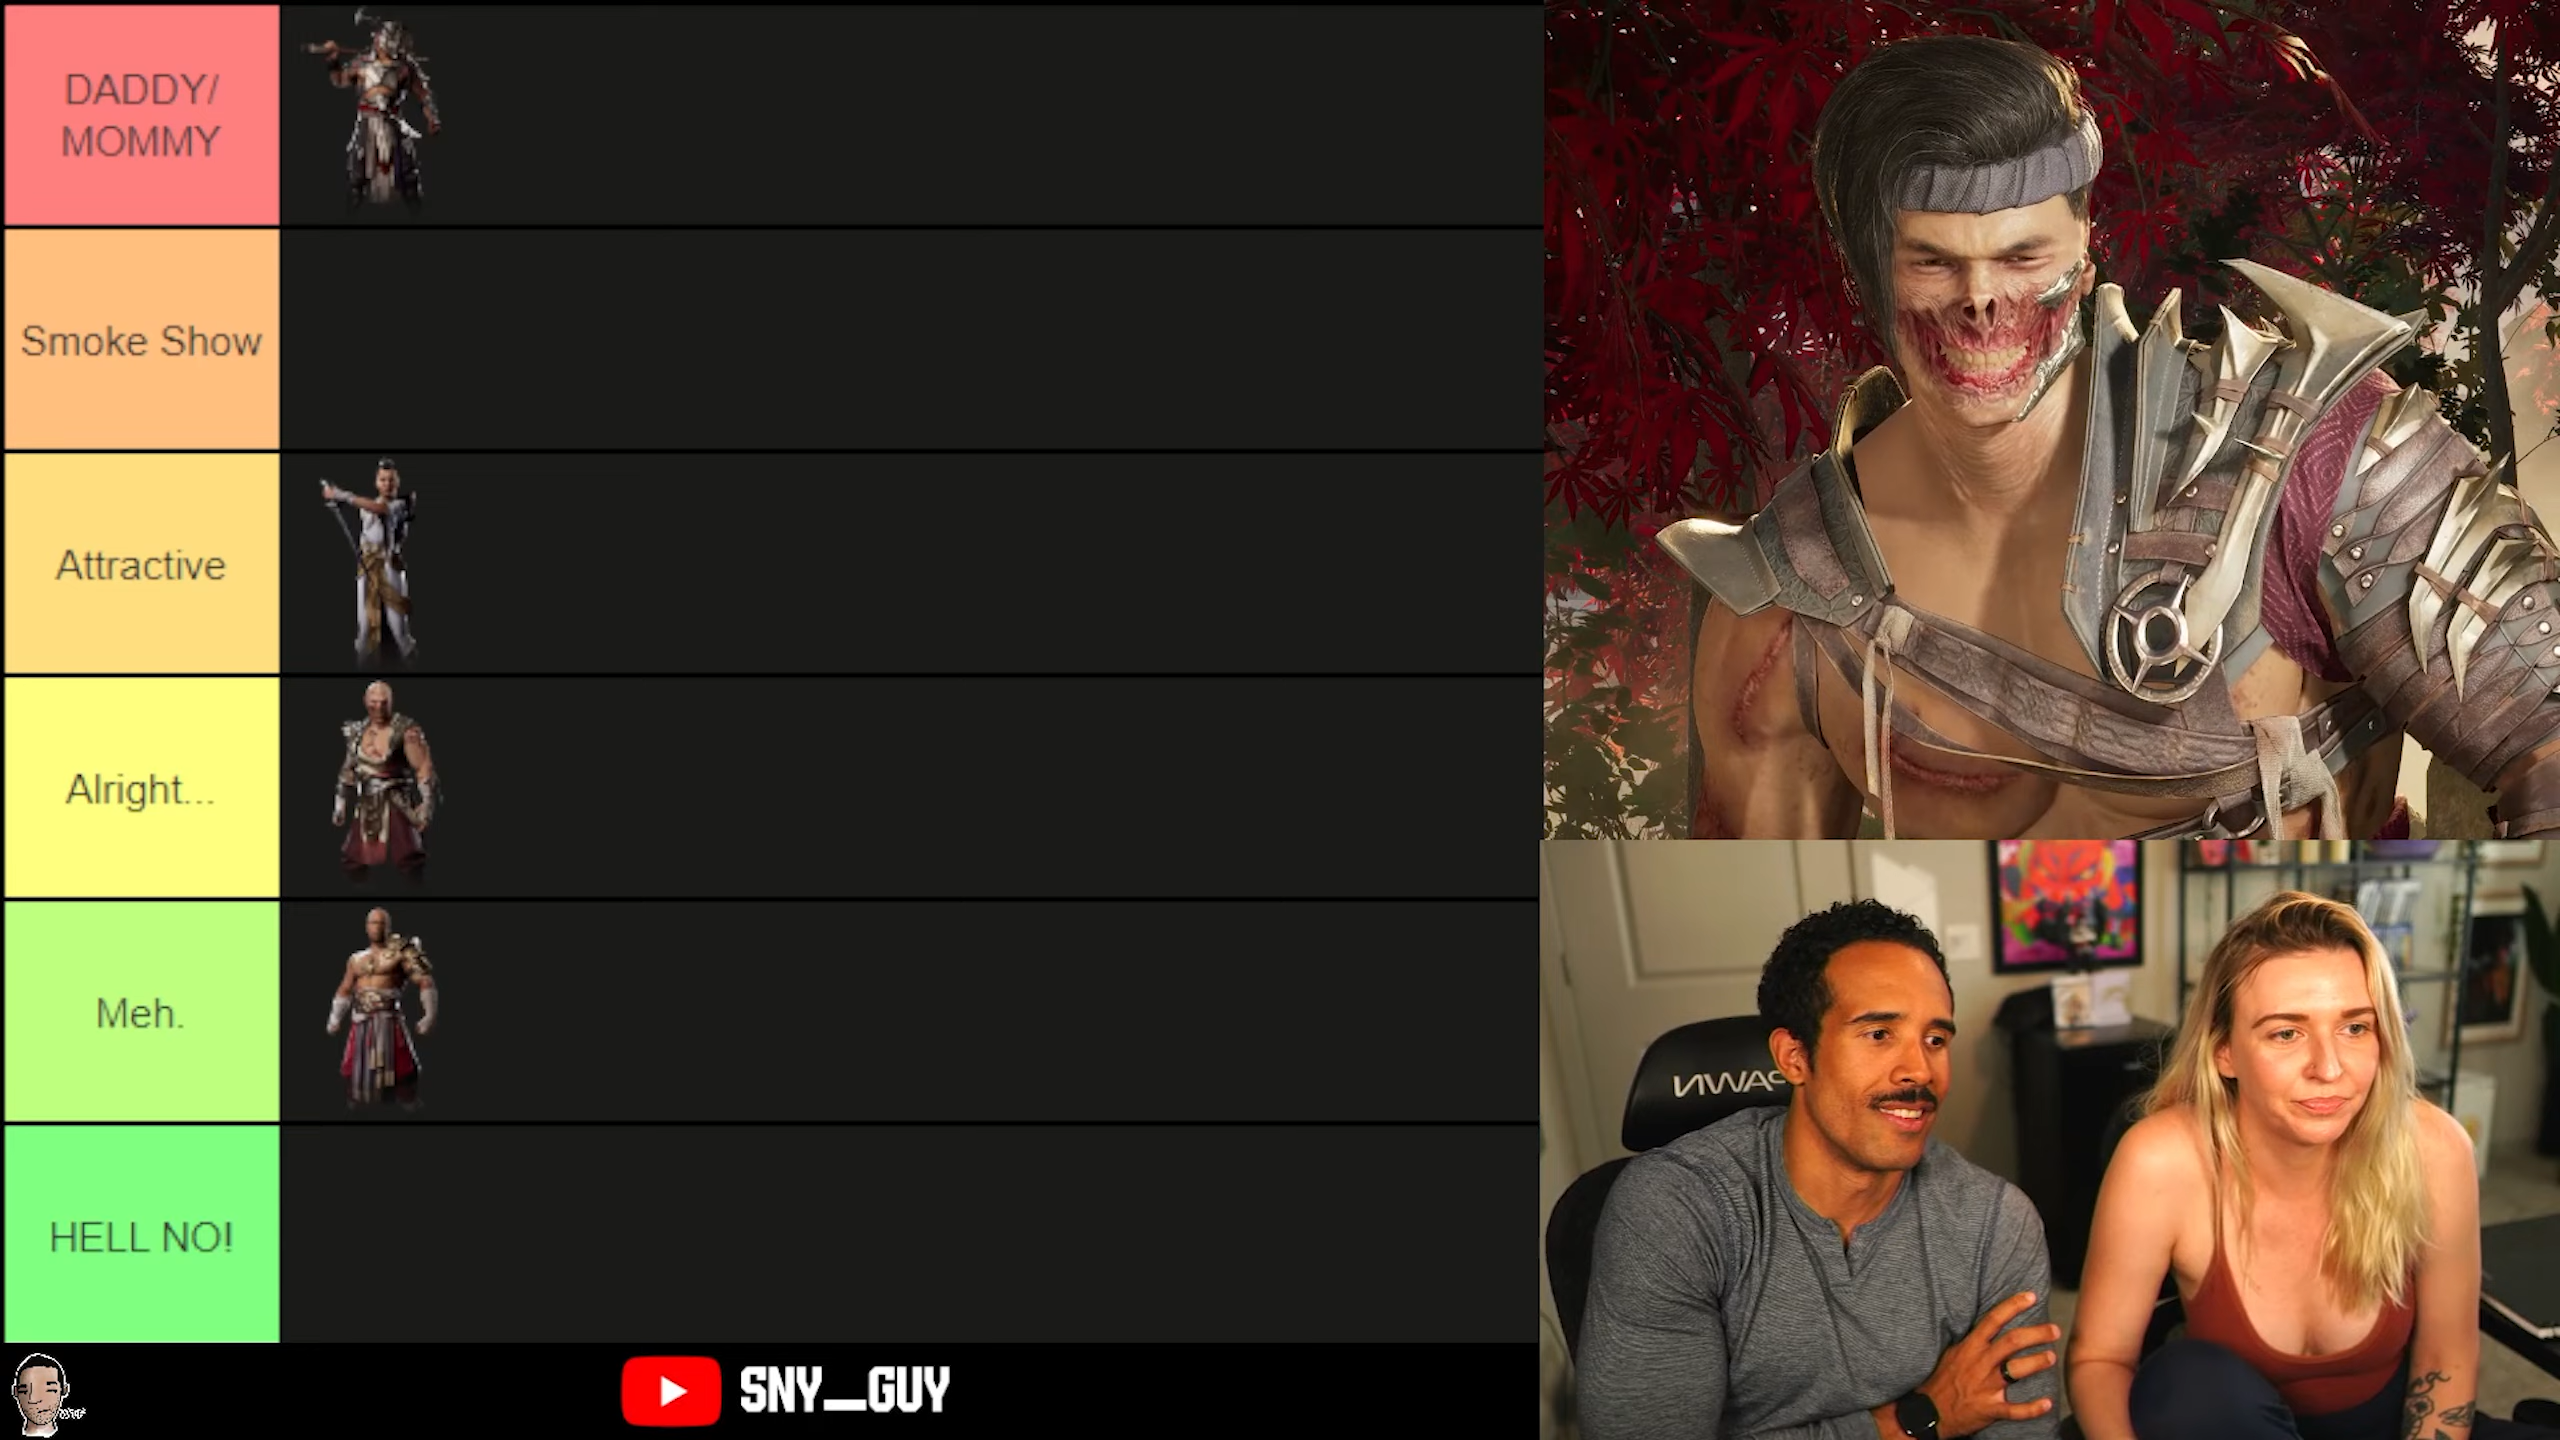 DADDY/
MOMMY
Smoke Show
Attractive
Alright...
Meh.
HELL NO!
SNY_GUY